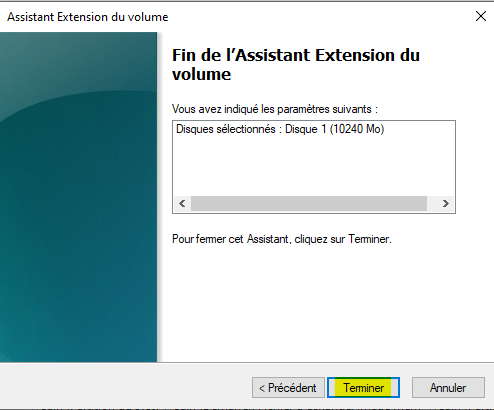 Assistant Extension du volume
Fin de l'Assistant Extension du
volume
Vous avez indiqué les paramètres suivants :
Disques sélectionnés : Disque 1 (10240 Mo)
Pour fermer cet Assistant, cliquez sur Terminer.
< Précédent
Terminer
Annuler